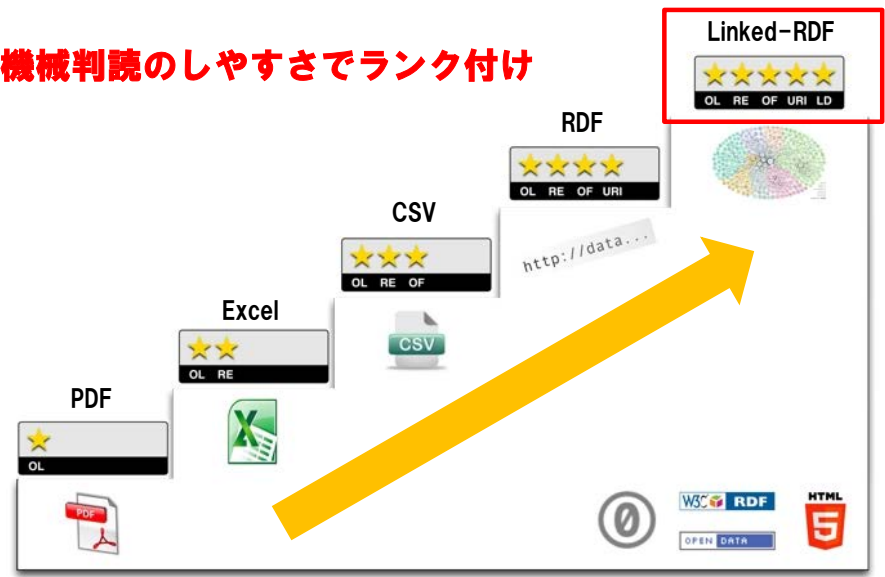 機械判読のしやすさでランク付け
Linked-RDF
OL RE OF URI LD
RDF
OL RE OF URI
http://data...
CSV
OL RE OF
CSV
Excel
OL RE
PDF
OL
PDF
W3C RDF
OPEN DATA
HTML
5
0